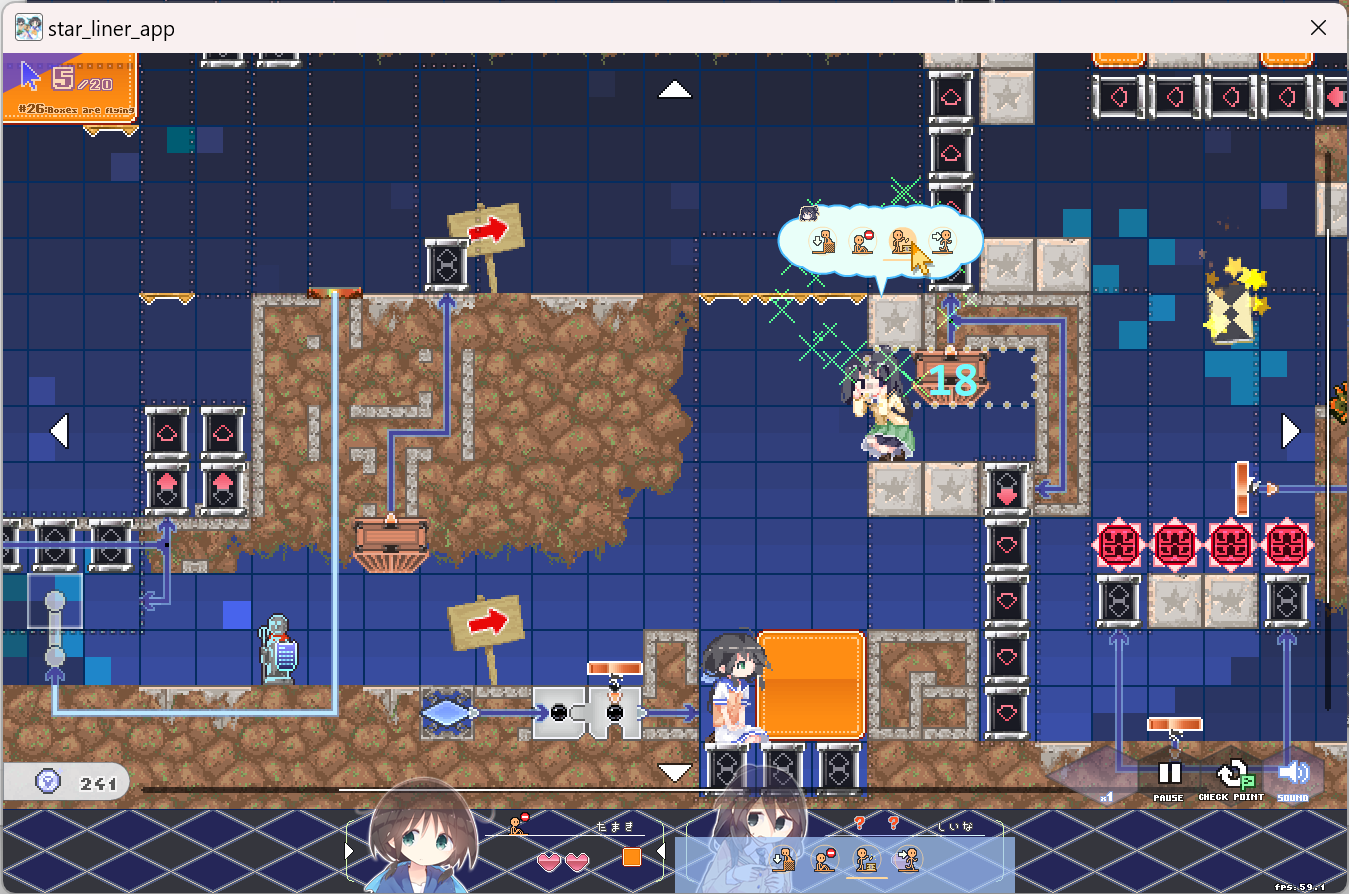 star_liner_app
5/20
#26:Boxes are flying
18
241
x1
PAUSE
CHECK POINT
SOUND
たまき
? ?
しいな
fps:59.1